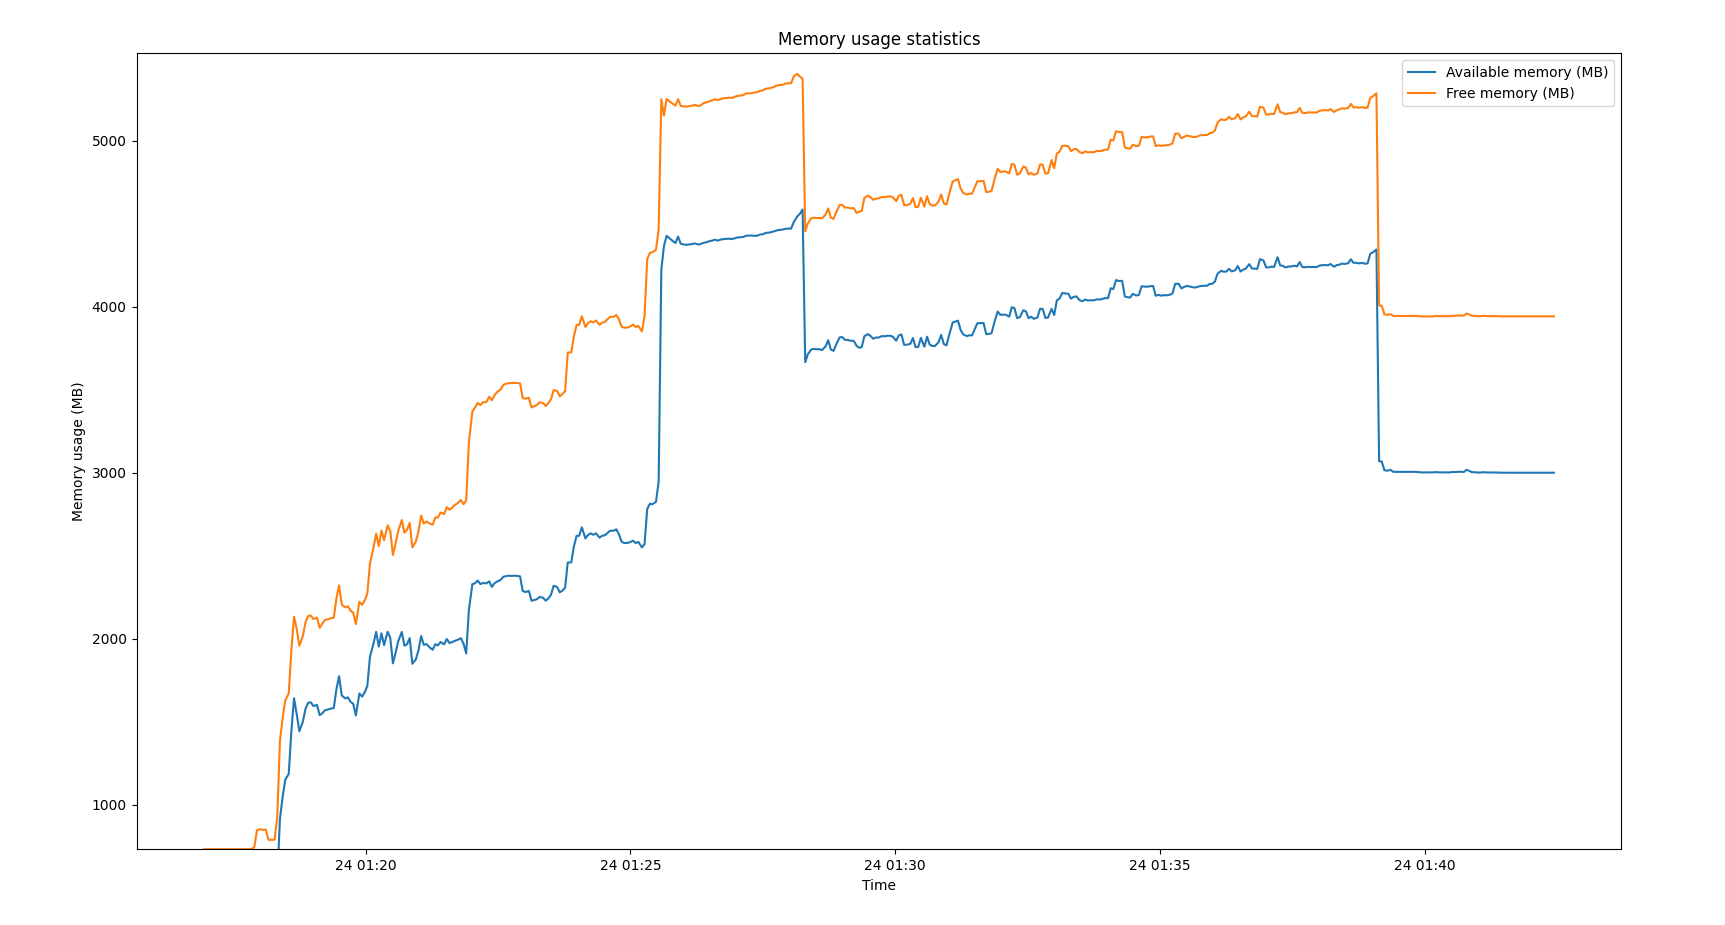 Memory usage statistics
Available memory (MB)
Free memory (MB)
Memory usage (MB)
5000
4000
3000
2000
1000
24 01:20
24 01:25
24 01:30
24 01:35
24 01:40
Time